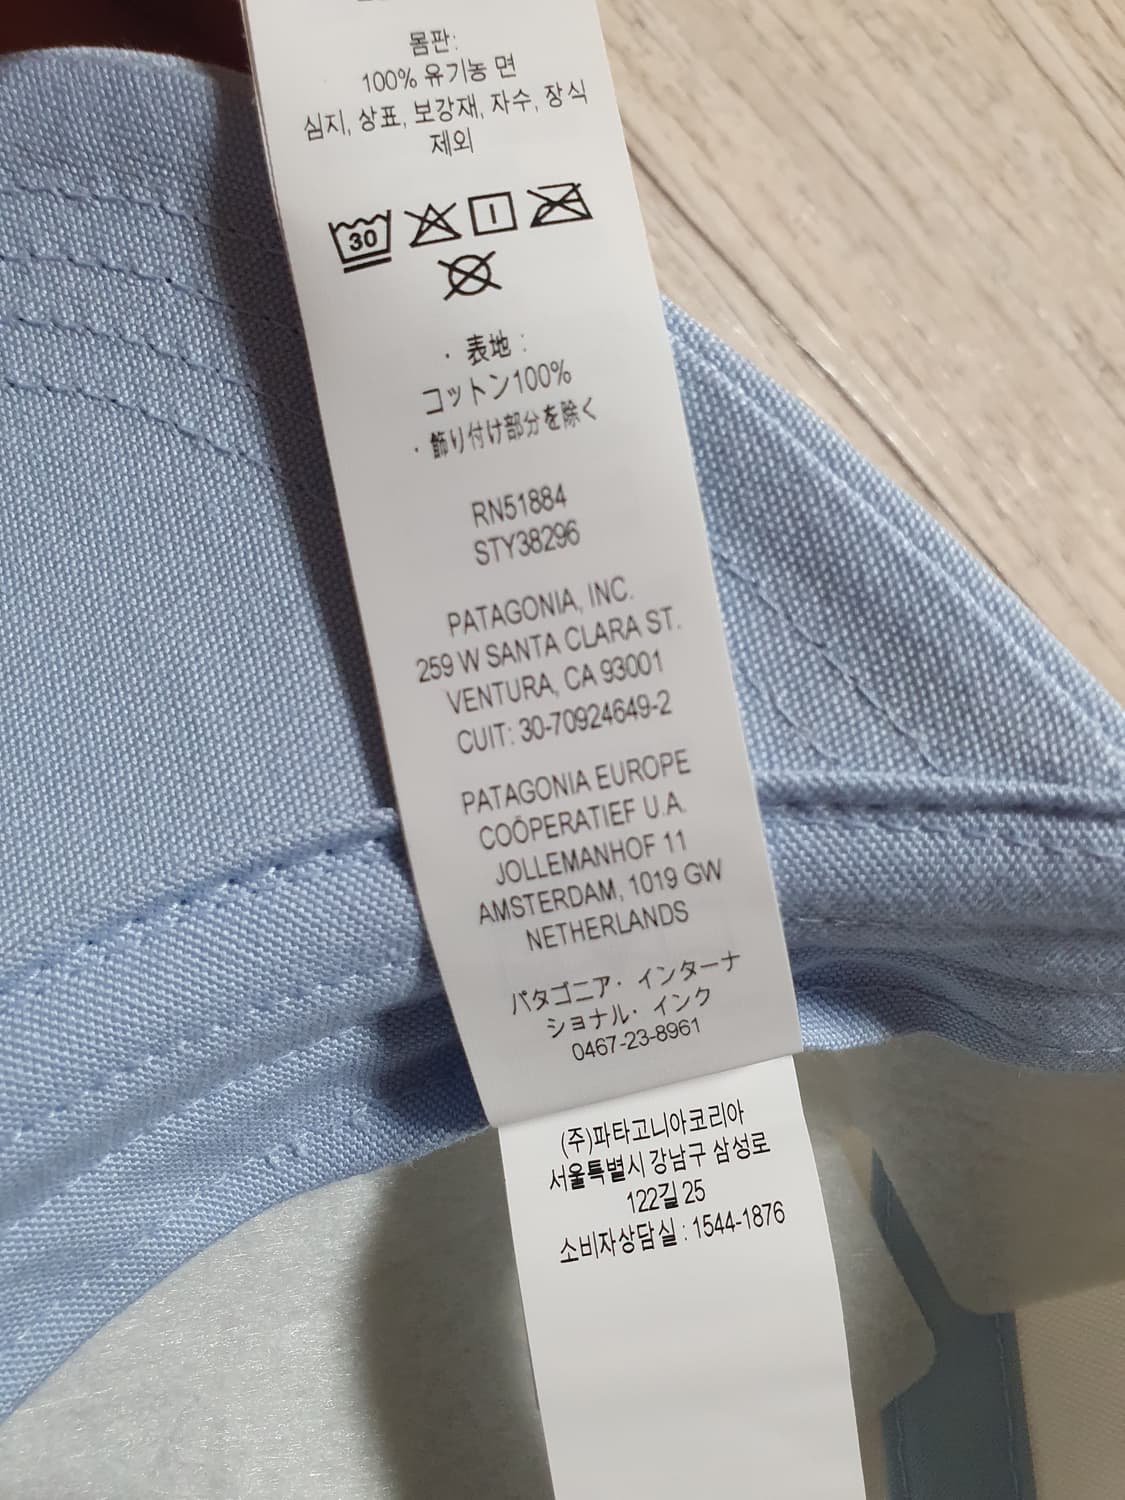 몸판:
100% 유기농 면
심지, 상표, 보강재, 자수, 장식
제외
30
・ 表地 :
コットン100%
・ 飾り付け部分を除く
RN51884
STY38296
PATAGONIA, INC.
259 W SANTA CLARA ST.
VENTURA, CA 93001
CUIT: 30-70924649-2
PATAGONIA EUROPE
COÖPERATIEF U.A.
JOLLEMANHOF 11
AMSTERDAM, 1019 GW
NETHERLANDS
パタゴニア・ インターナ
ショナル・ インク
0467-23-8961
(주)파타고니아코리아
서울특별시 강남구 삼성로
122길 25
소비자상담실 : 1544-1876